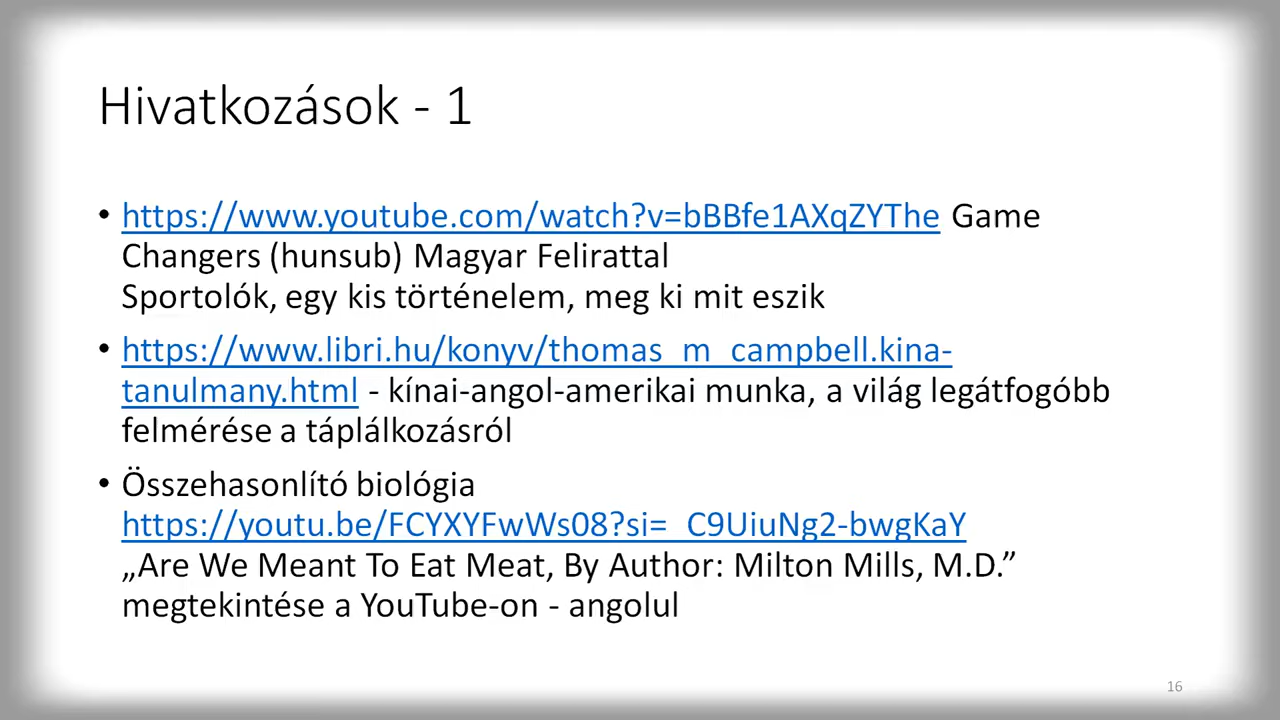 Hivatkozások - 1
• https://www.youtube.com/watch?v=bBBfe1AXqZYThe Game
Changers (hunsub) Magyar Felirattal
Sportolók, egy kis történelem, meg ki mit eszik
• https://www.libri.hu/konyv/thomas_m_campbell.kina-
tanulmany.html - kínai-angol-amerikai munka, a világ legátfogóbb
felmérése a táplálkozásról
• Összehasonlító biológia
https://youtu.be/FCYXYFwWs08?si=_C9UiuNg2-bwgKaY
„Are We Meant To Eat Meat, By Author: Milton Mills, M.D.”
megtekintése a YouTube-on - angolul
16